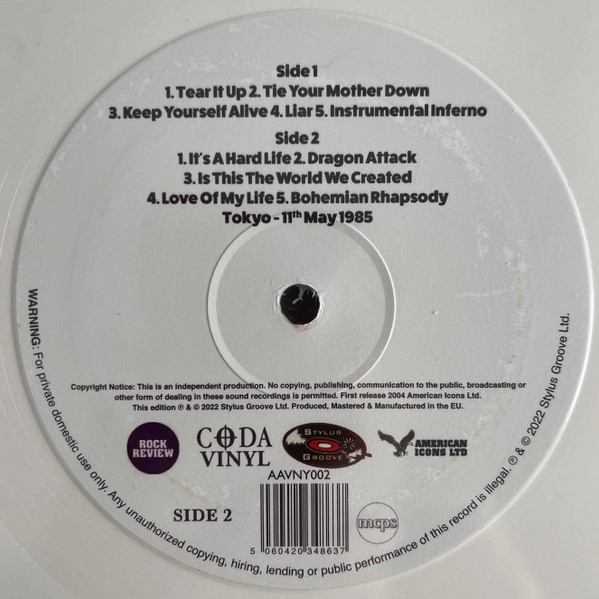 Side 1
1. Tear It Up 2. Tie Your Mother Down
3. Keep Yourself Alive 4. Liar 5. Instrumental Inferno
Side 2
1. It's A Hard Life 2. Dragon Attack
3. Is This The World We Created
4. Love Of My Life 5. Bohemian Rhapsody
Tokyo - 11th May 1985
Copyright Notice: This is an independent production. No copying, publishing, communication to the public, broadcasting or
other form of dealing in these sound recordings is permitted. First release 2004 American Icons Ltd.
This edition ℗ & © 2022 Stylus Groove Ltd. Produced, Mastered & Manufactured in the EU.
ROCK
REVIEW
CODA
VINYL
STYLUS
GROOVE
AMERICAN
ICONS LTD
AAVNY002
SIDE 2
mcps
5 060420 348637
WARNING: For private domestic use only. Any unauthorized copying, hiring, lending or public performance of this record is illegal. ℗ & © 2022 Stylus Groove Ltd.